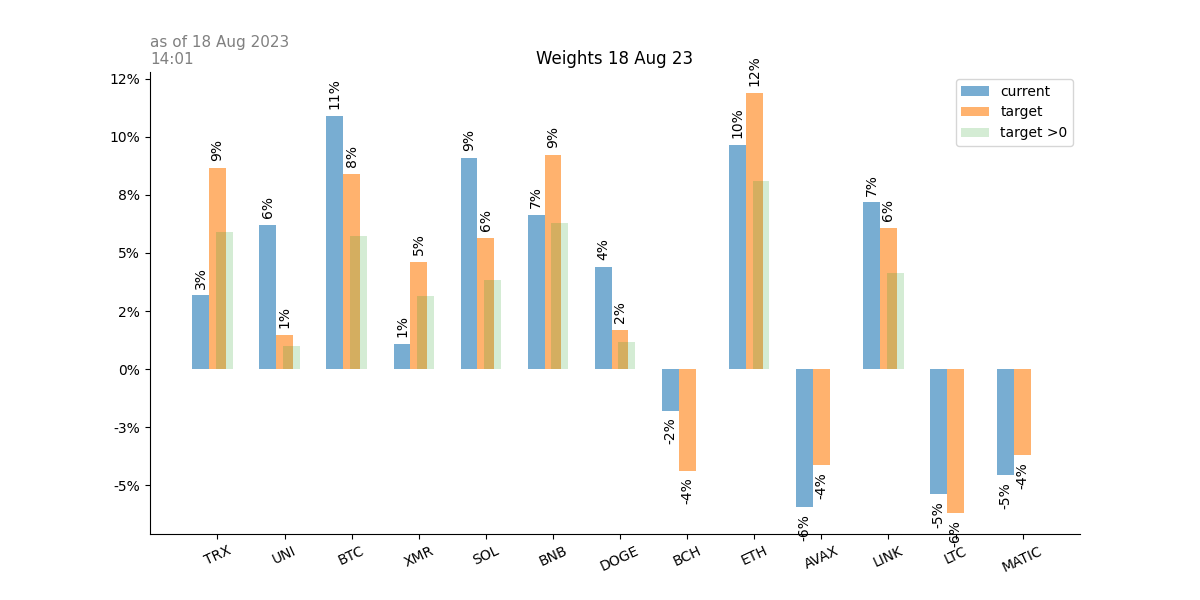 as of 18 Aug 2023
14:01
Weights 18 Aug 23
12%
10%
8%
5%
2%
0%
-3%
-5%
current
target
target >0
3%
9%
6%
1%
11%
8%
1%
5%
9%
6%
7%
9%
4%
2%
-2%
-4%
10%
12%
-6%
-4%
7%
6%
-5%
-6%
-5%
-4%
TRX
UNI
BTC
XMR
SOL
BNB
DOGE
BCH
ETH
AVAX
LINK
LTC
MATIC